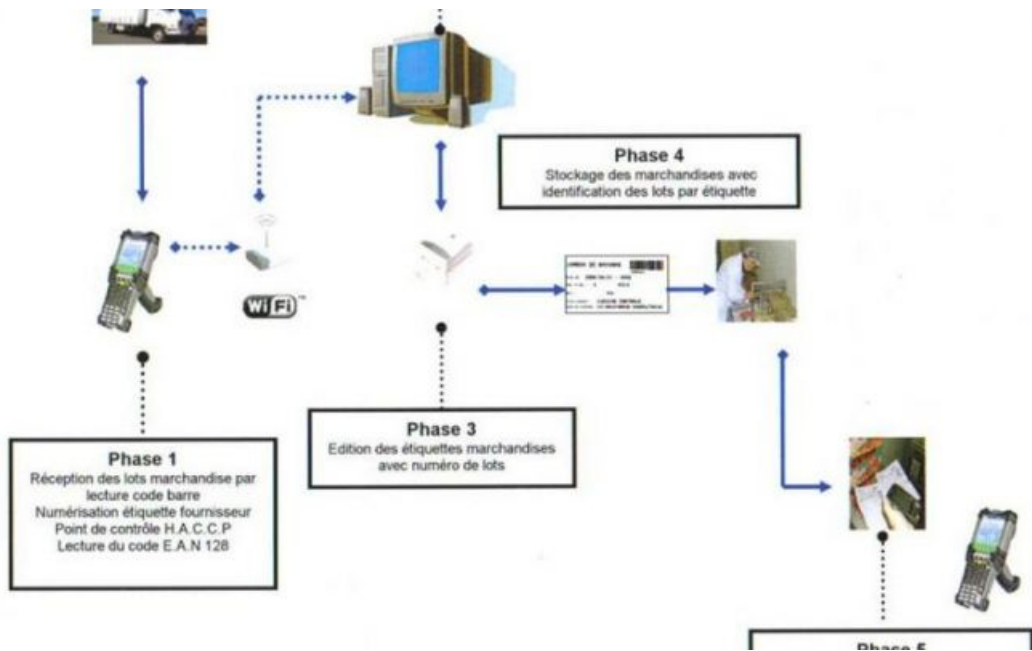 Phase 4
Stockage des marchandises avec
identification des lots par étiquette
WiFi
Phase 3
Edition des étiquettes marchandises
avec numéro de lots
Phase 1
Réception des lots marchandise par
lecture code barre
Numérisation étiquette fournisseur
Point de contrôle H.A.C.C.P
Lecture du code E.A.N 128
Phase 5